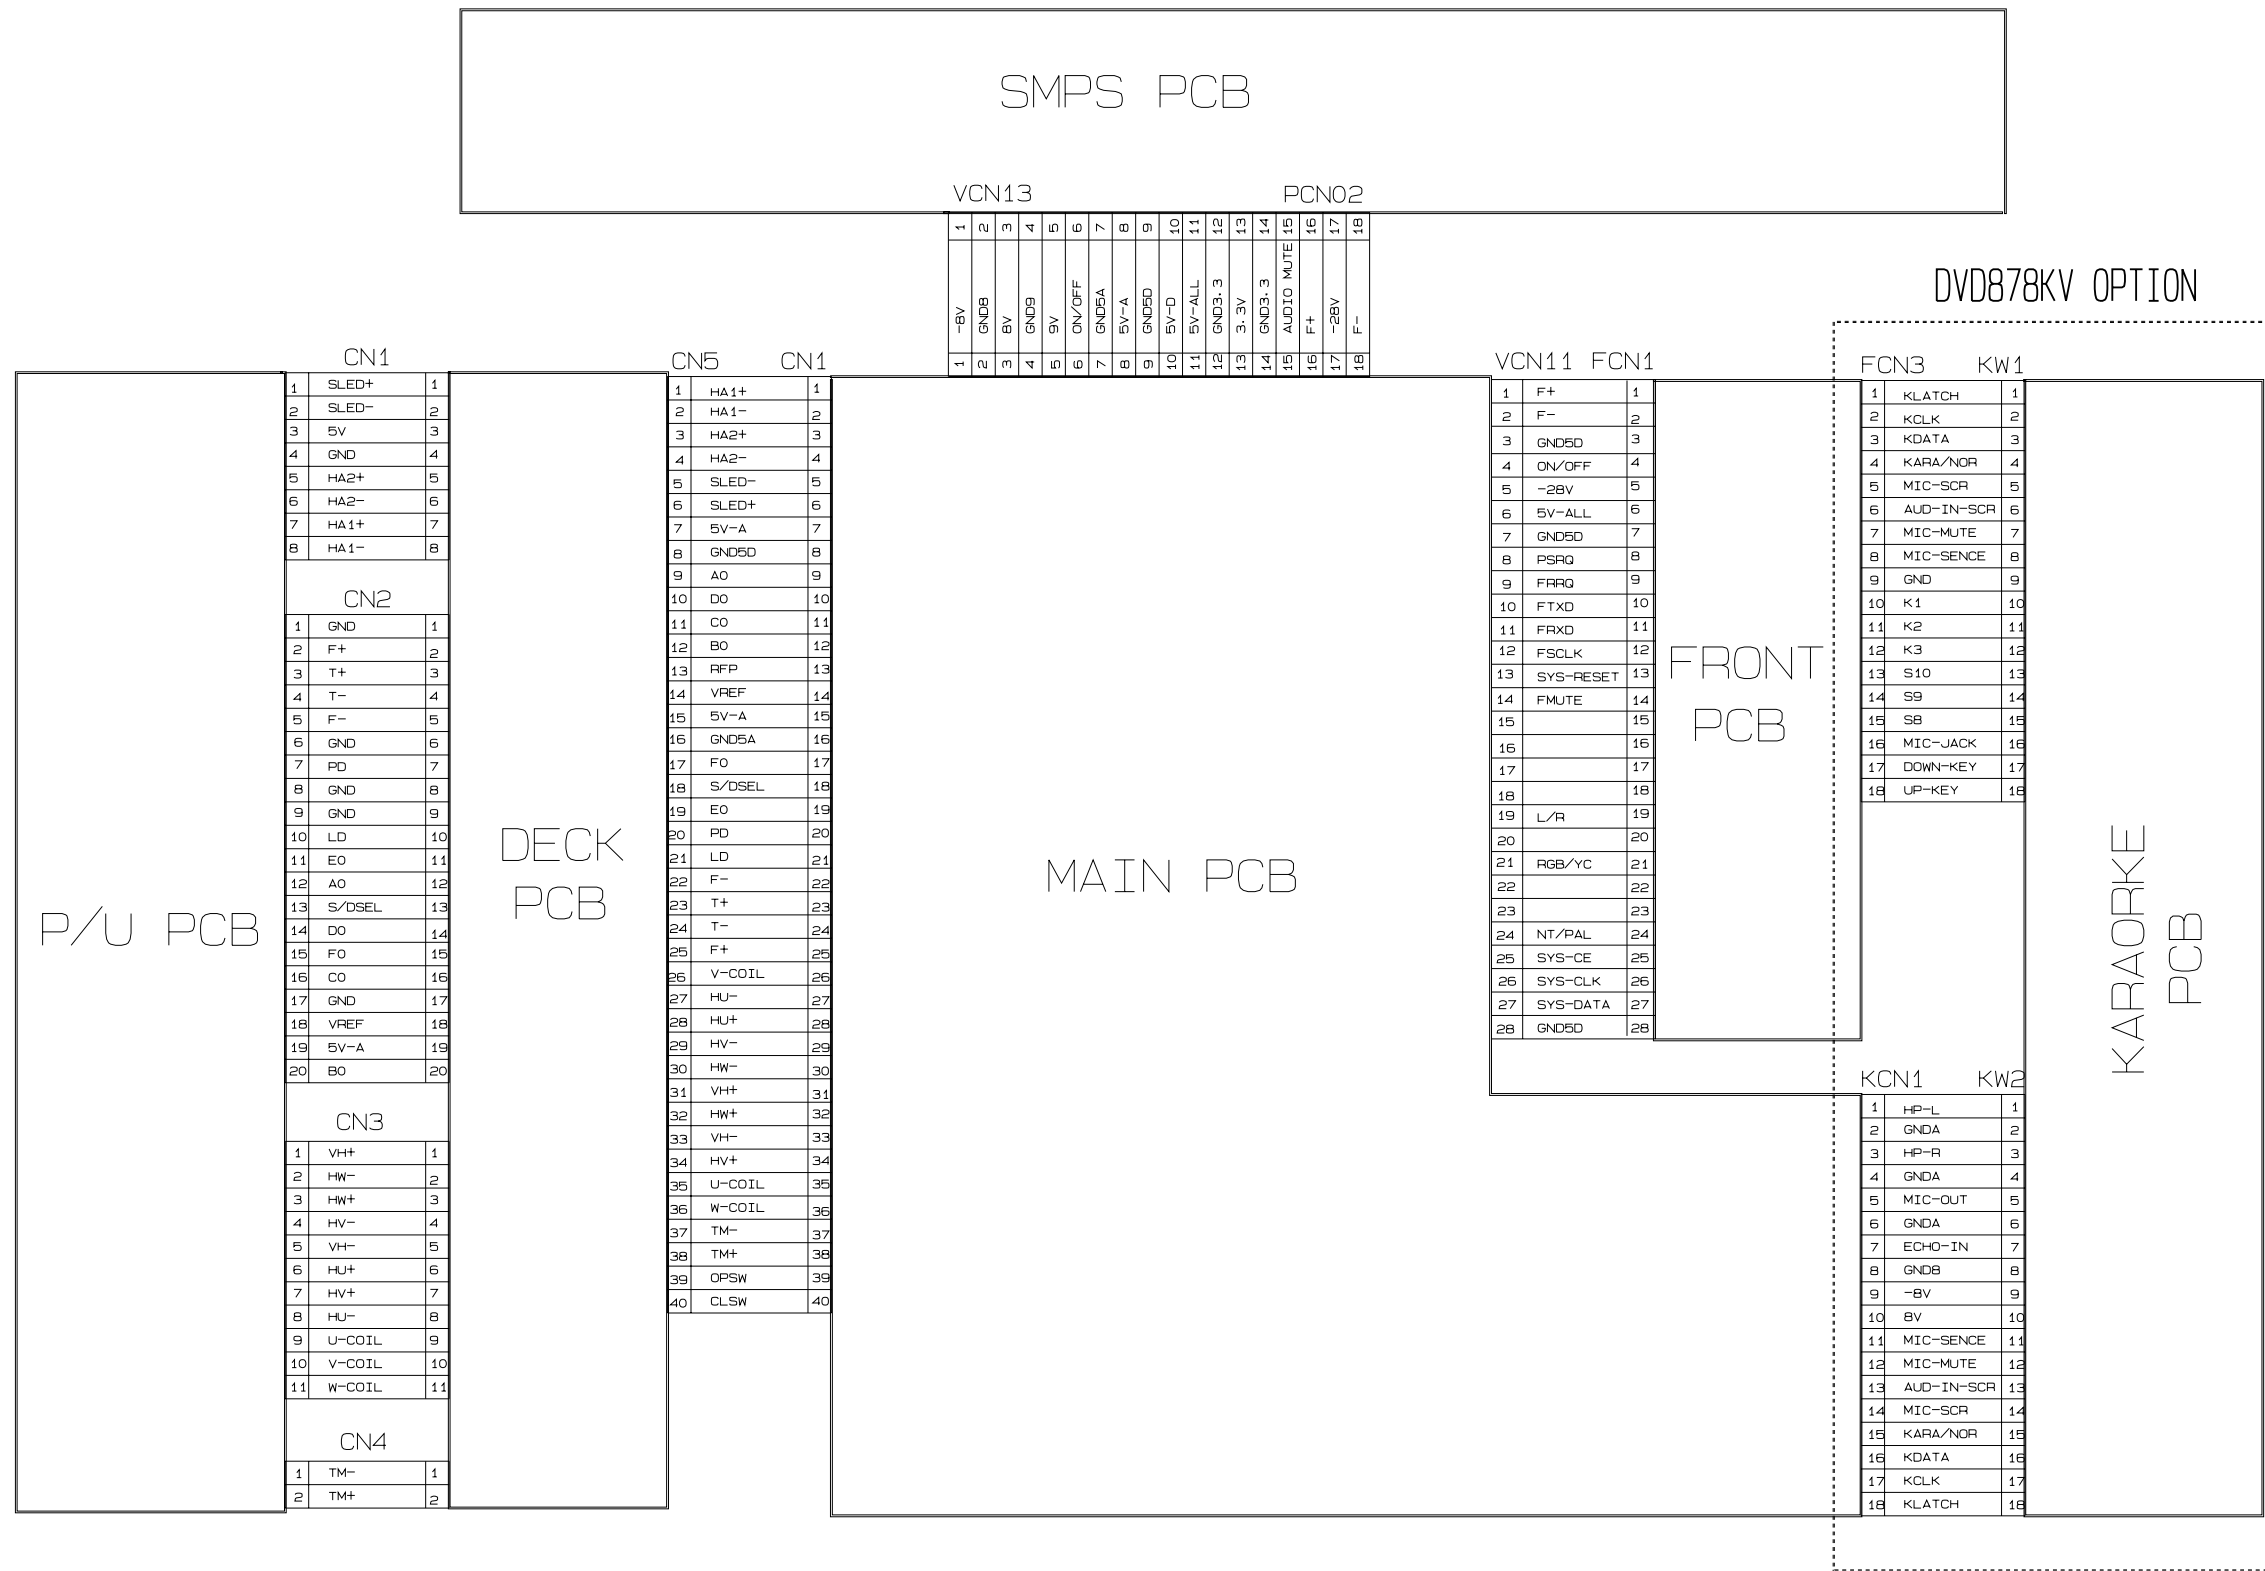 SMPS PCB
VCN13 PCN02
1 2 3 4 5 6 7 8 9 10 11 12 13 14 15 16 17 18
-8V GND8 8V GND9 9V ON/OFF GND5A 5V-A GND5D 5V-D 5V-ALL GND3.3 3.3V GND3.3 AUDIO MUTE F+ -28V F-
1 2 3 4 5 6 7 8 9 10 11 12 13 14 15 16 17 18
DVD878KV OPTION
P/U PCB
CN1
1 SLED+ 1
2 SLED- 2
3 5V 3
4 GND 4
5 HA2+ 5
6 HA2- 6
7 HA1+ 7
8 HA1- 8
CN2
1 GND 1
2 F+ 2
3 T+ 3
4 T- 4
5 F- 5
6 GND 6
7 PD 7
8 GND 8
9 GND 9
10 LD 10
11 EO 11
12 AO 12
13 S/DSEL 13
14 DO 14
15 FO 15
16 CO 16
17 GND 17
18 VREF 18
19 5V-A 19
20 BO 20
CN3
1 VH+ 1
2 HW- 2
3 HW+ 3
4 HV- 4
5 VH- 5
6 HU+ 6
7 HV+ 7
8 HU- 8
9 U-COIL 9
10 V-COIL 10
11 W-COIL 11
CN4
1 TM- 1
2 TM+ 2
DECK
PCB
CN5 CN1
1 HA1+ 1
2 HA1- 2
3 HA2+ 3
4 HA2- 4
5 SLED- 5
6 SLED+ 6
7 5V-A 7
8 GND5D 8
9 AO 9
10 DO 10
11 CO 11
12 BO 12
13 RFP 13
14 VREF 14
15 5V-A 15
16 GND5A 16
17 FO 17
18 S/DSEL 18
19 EO 19
20 PD 20
21 LD 21
22 F- 22
23 T+ 23
24 T- 24
25 F+ 25
26 V-COIL 26
27 HU- 27
28 HU+ 28
29 HV- 29
30 HW- 30
31 VH+ 31
32 HW+ 32
33 VH- 33
34 HV+ 34
35 U-COIL 35
36 W-COIL 36
37 TM- 37
38 TM+ 38
39 OPSW 39
40 CLSW 40
MAIN PCB
VCN11 FCN1
1 F+ 1
2 F- 2
3 GND5D 3
4 ON/OFF 4
5 -28V 5
6 5V-ALL 6
7 GND5D 7
8 PSRQ 8
9 FRRQ 9
10 FTXD 10
11 FRXD 11
12 FSCLK 12
13 SYS-RESET 13
14 FMUTE 14
15 15
16 16
17 17
18 18
19 L/R 19
20 20
21 RGB/YC 21
22 22
23 23
24 NT/PAL 24
25 SYS-CE 25
26 SYS-CLK 26
27 SYS-DATA 27
28 GND5D 28
FRONT
PCB
FCN3 KW1
1 KLATCH 1
2 KCLK 2
3 KDATA 3
4 KARA/NOR 4
5 MIC-SCR 5
6 AUD-IN-SCR 6
7 MIC-MUTE 7
8 MIC-SENCE 8
9 GND 9
10 K1 10
11 K2 11
12 K3 12
13 S10 13
14 S9 14
15 S8 15
16 MIC-JACK 16
17 DOWN-KEY 17
18 UP-KEY 18
KCN1 KW2
1 HP-L 1
2 GNDA 2
3 HP-R 3
4 GNDA 4
5 MIC-OUT 5
6 GNDA 6
7 ECHO-IN 7
8 GND8 8
9 -8V 9
10 8V 10
11 MIC-SENCE 11
12 MIC-MUTE 12
13 AUD-IN-SCR 13
14 MIC-SCR 14
15 KARA/NOR 15
16 KDATA 16
17 KCLK 17
18 KLATCH 18
KARAORKE
PCB